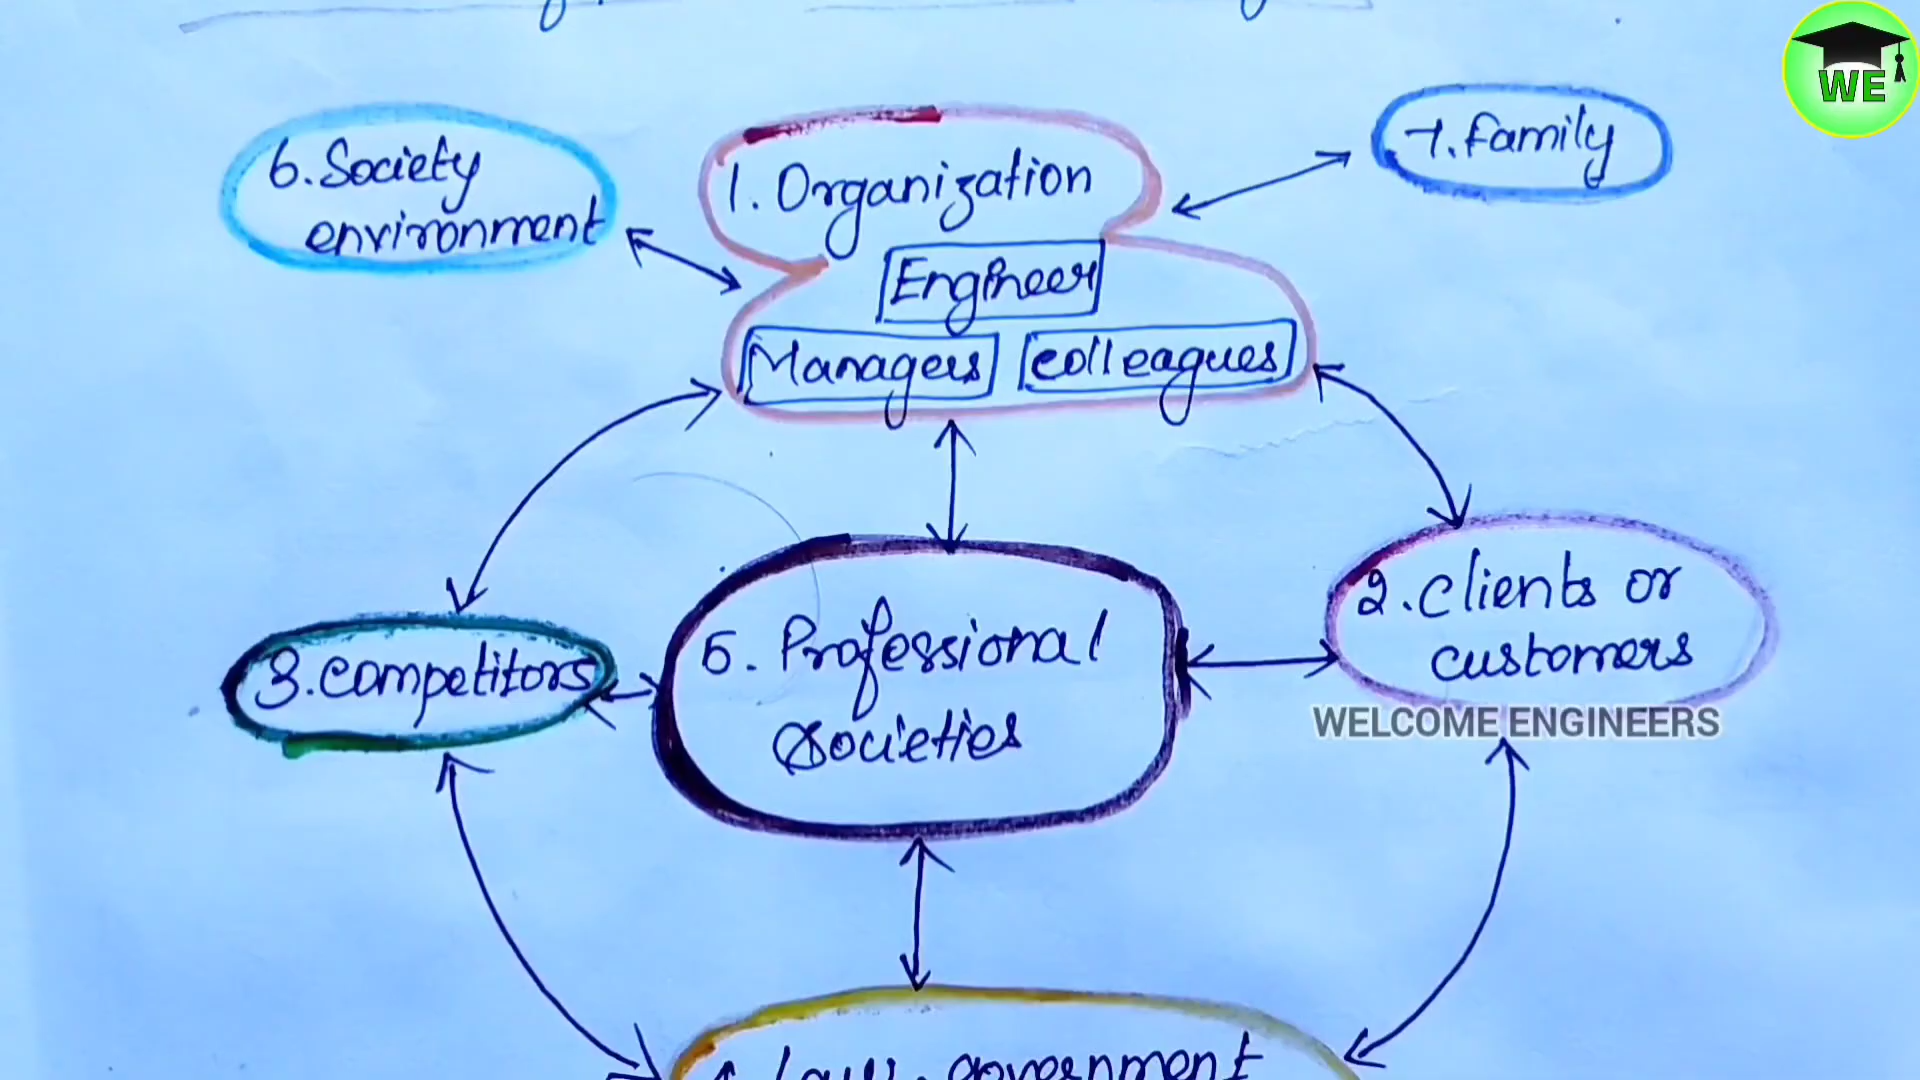 WE
6. Society
environment
1. Organization
Engineer
Managers
colleagues
7. Family
2. Clients or
customers
3. Competitors
5. Professional
Societies
WELCOME ENGINEERS
government